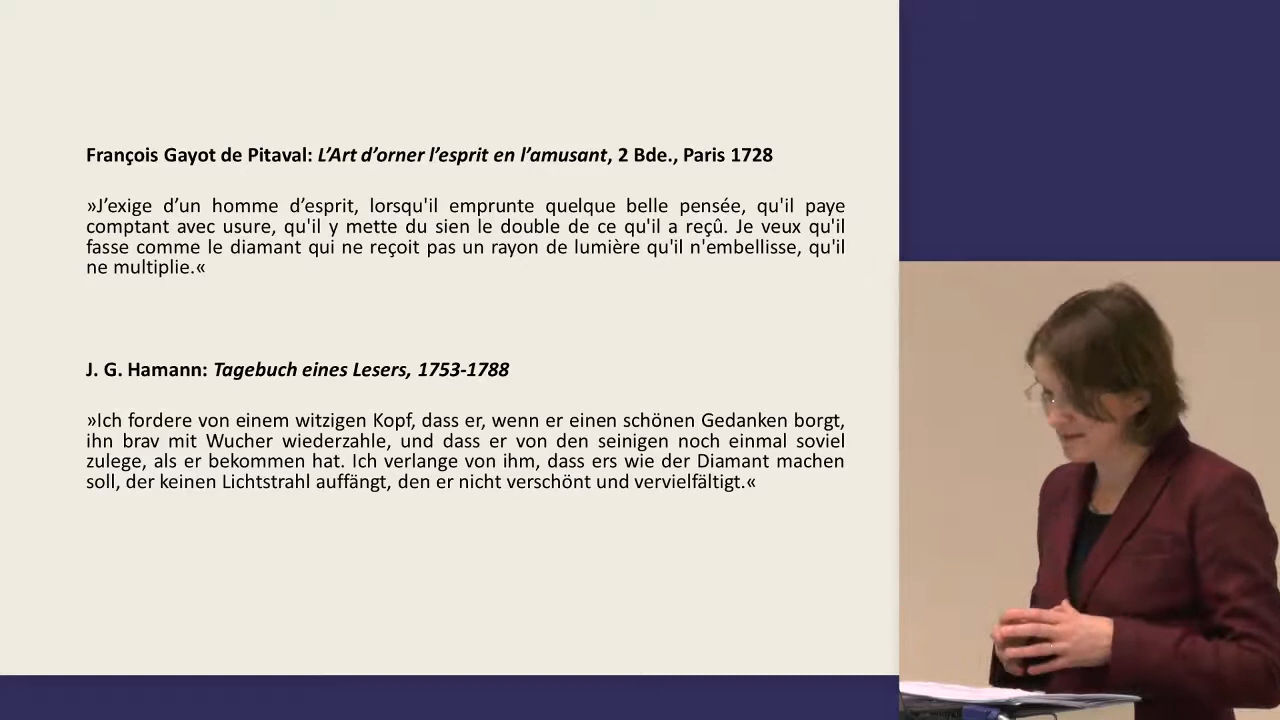 François Gayot de Pitaval: L’Art d’orner l’esprit en l’amusant, 2 Bde., Paris 1728
»J’exige d’un homme d’esprit, lorsqu'il emprunte quelque belle pensée, qu'il paye
comptant avec usure, qu'il y mette du sien le double de ce qu'il a reçû. Je veux qu'il
fasse comme le diamant qui ne reçoit pas un rayon de lumière qu'il n'embellisse, qu'il
ne multiplie.«
J. G. Hamann: Tagebuch eines Lesers, 1753-1788
»Ich fordere von einem witzigen Kopf, dass er, wenn er einen schönen Gedanken borgt,
ihn brav mit Wucher wiederzahle, und dass er von den seinigen noch einmal soviel
zulege, als er bekommen hat. Ich verlange von ihm, dass ers wie der Diamant machen
soll, der keinen Lichtstrahl auffängt, den er nicht verschönt und vervielfältigt.«